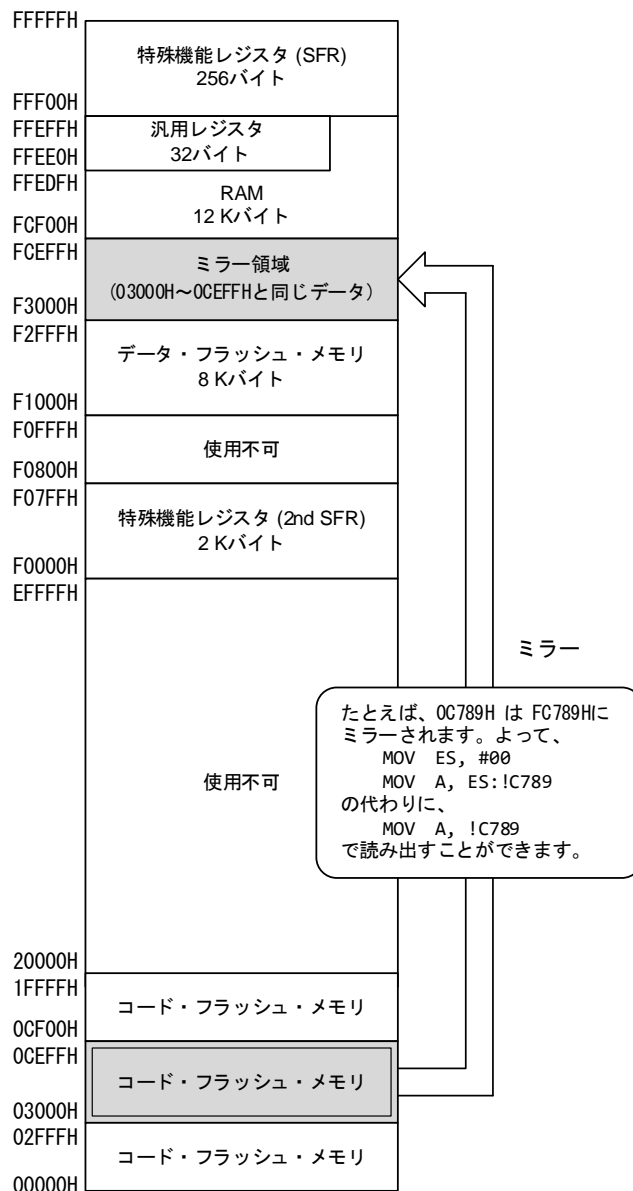 FFFFFH
特殊機能レジスタ (SFR)
256バイト
FFF00H
FFEFFH
汎用レジスタ
32バイト
FFEE0H
FFEDFH
RAM
12 Kバイト
FCF00H
FCEFFH
ミラー領域
(03000H～0CEFFHと同じデータ)
F3000H
F2FFFH
データ・フラッシュ・メモリ
8 Kバイト
F1000H
F0FFFH
使用不可
F0800H
F07FFH
特殊機能レジスタ (2nd SFR)
2 Kバイト
F0000H
EFFFFH
ミラー
たとえば、0C789H は FC789Hに
ミラーされます。よって、
MOV ES, #00
MOV A, ES:!C789
の代わりに、
MOV A, !C789
で読み出すことができます。
使用不可
20000H
1FFFFH
コード・フラッシュ・メモリ
0CF00H
0CEFFH
コード・フラッシュ・メモリ
03000H
02FFFH
コード・フラッシュ・メモリ
00000H